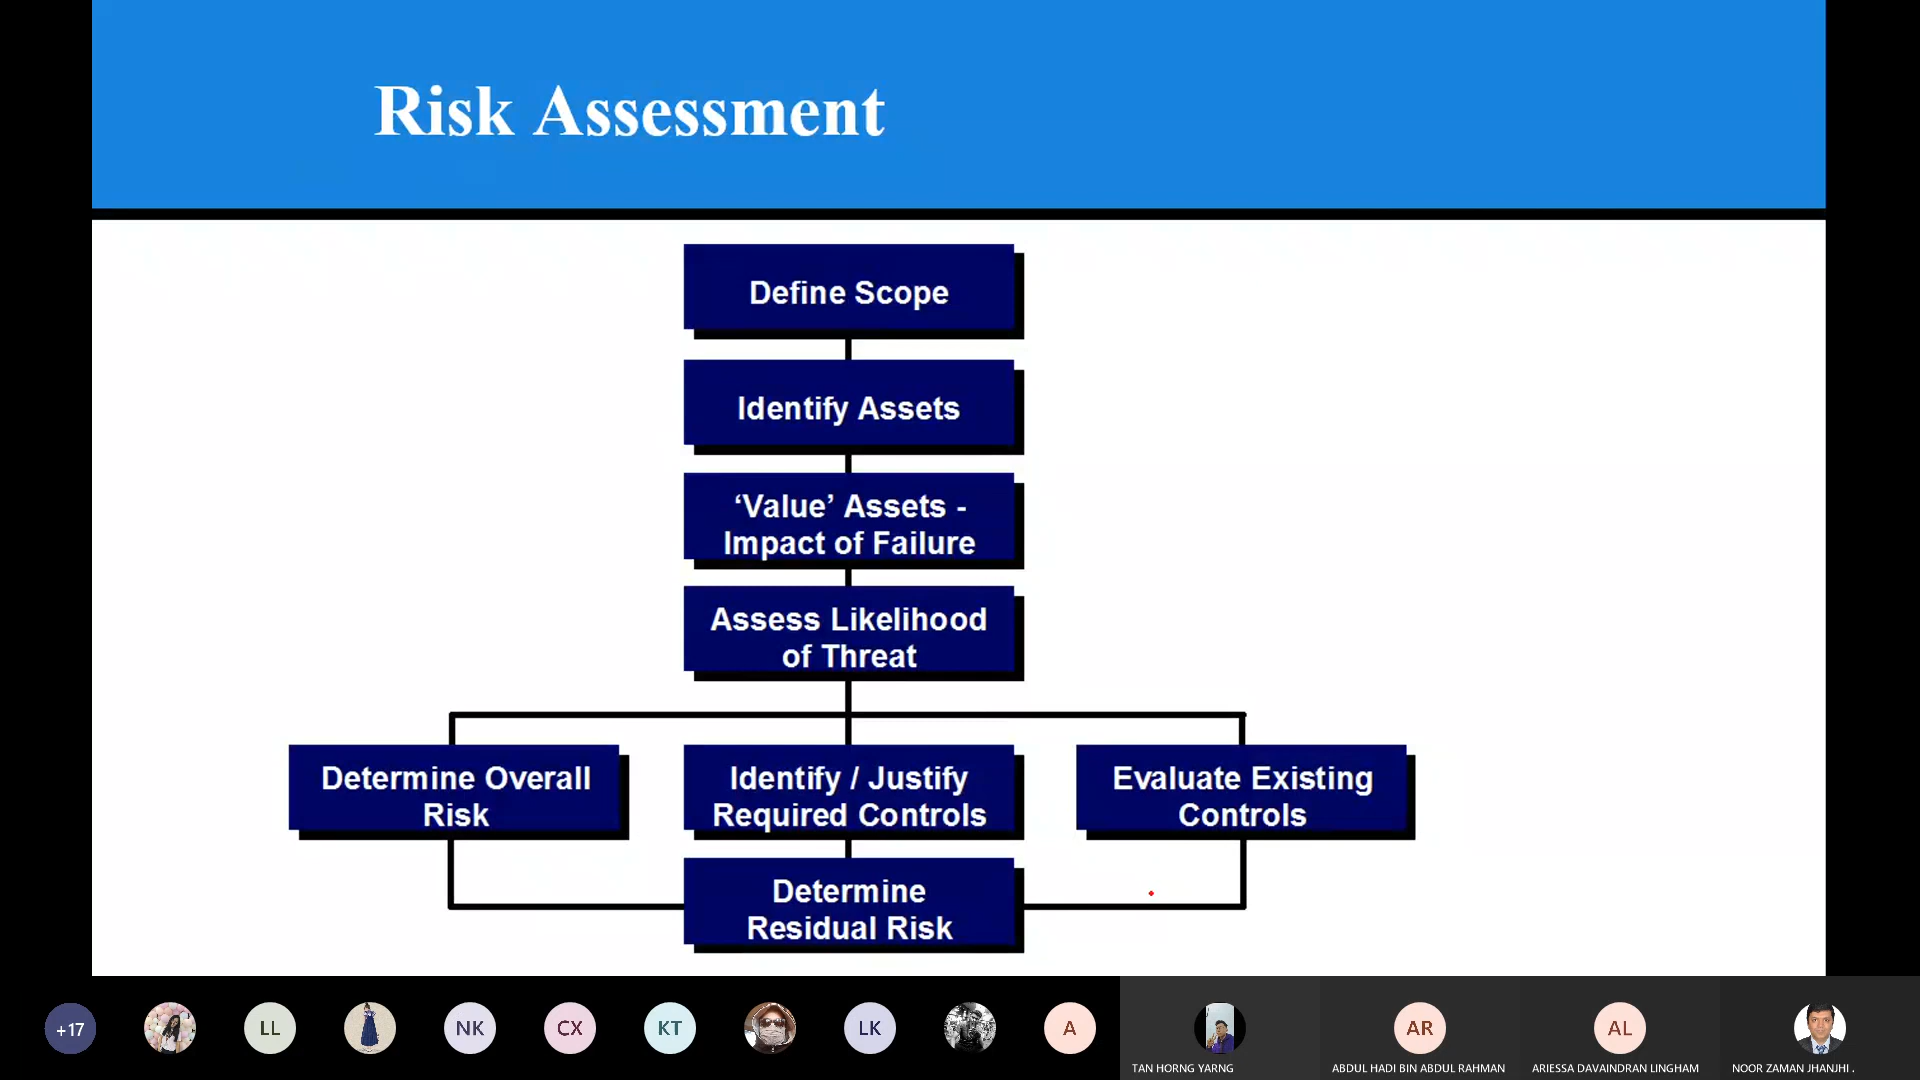 Risk Assessment
Define Scope
Identify Assets
‘Value’ Assets -
Impact of Failure
Assess Likelihood
of Threat
Determine Overall
Risk
Identify / Justify
Required Controls
Evaluate Existing
Controls
Determine
Residual Risk
+17
LL
NK
CX
KT
LK
A
AR
AL
TAN HORNG YARNG
ABDUL HADI BIN ABDUL RAHMAN
ARIESSA DAVAINDRAN LINGHAM
NOOR ZAMAN JHANJHI .